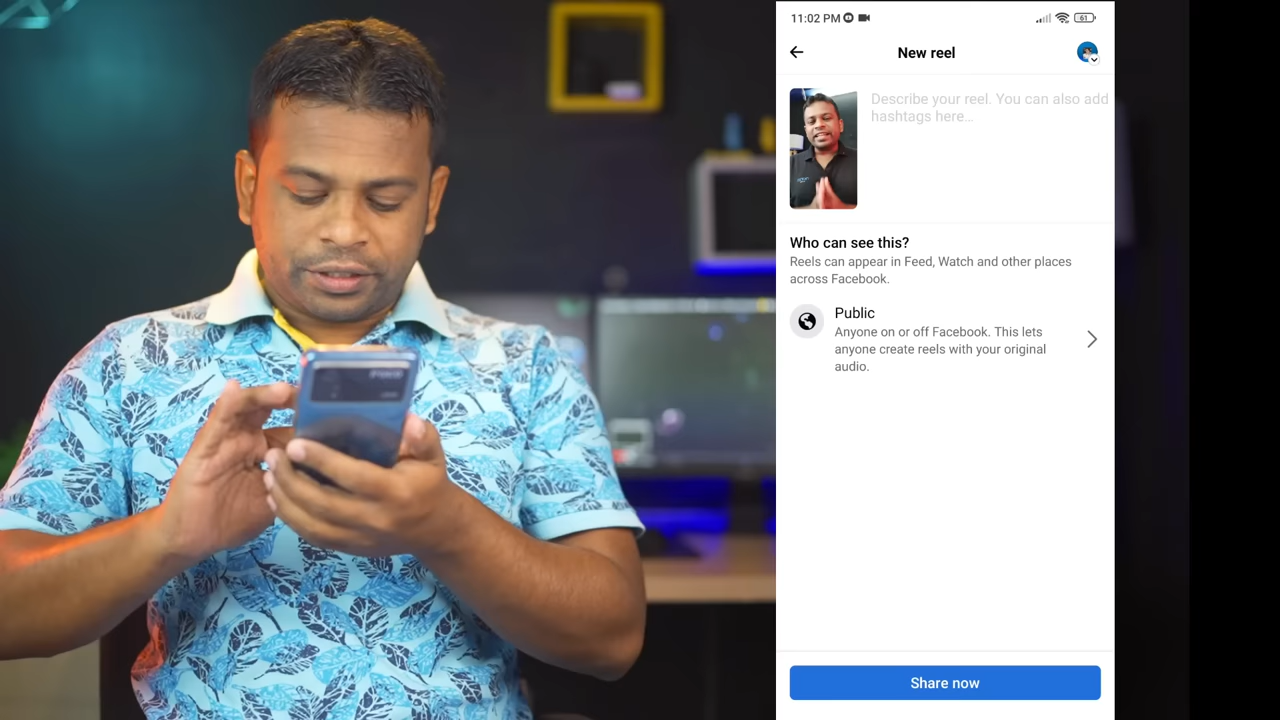 11:02 PM
61
New reel
Describe your reel. You can also add
hashtags here...
Who can see this?
Reels can appear in Feed, Watch and other places
across Facebook.
Public
Anyone on or off Facebook. This lets
anyone create reels with your original
audio.
Share now